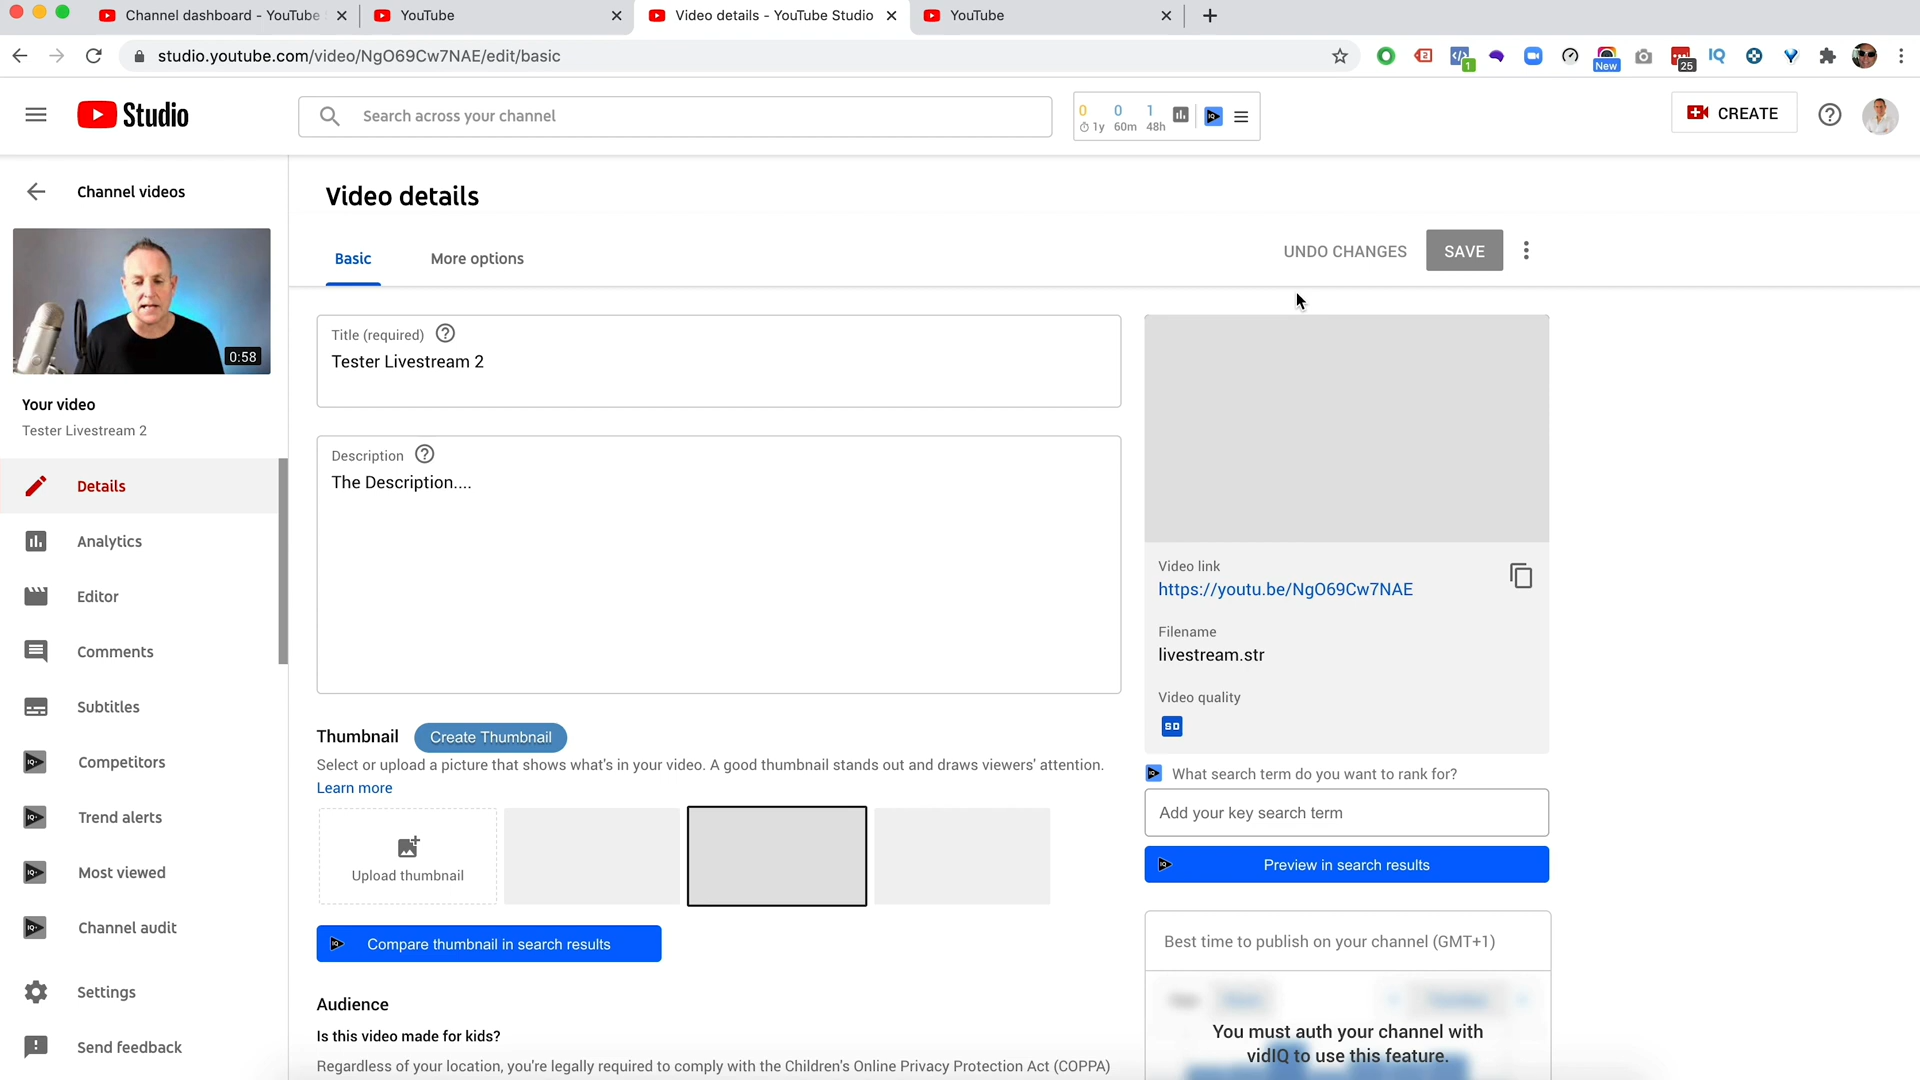 Channel dashboard - YouTube
YouTube
Video details - YouTube Studio
YouTube
studio.youtube.com/video/NgO69Cw7NAE/edit/basic
2
1
New
25
IQ
Studio
Search across your channel
0 0 1
1y 60m 48h
CREATE
Channel videos
Video details
Basic
More options
UNDO CHANGES
SAVE
0:58
Your video
Tester Livestream 2
Details
Analytics
Editor
Comments
Subtitles
Competitors
Trend alerts
Most viewed
Channel audit
Settings
Send feedback
Title (required)
Tester Livestream 2
Description
The Description....
Thumbnail
Create Thumbnail
Select or upload a picture that shows what's in your video. A good thumbnail stands out and draws viewers' attention.
Learn more
Upload thumbnail
Compare thumbnail in search results
Audience
Is this video made for kids?
Regardless of your location, you're legally required to comply with the Children's Online Privacy Protection Act (COPPA)
Video link
https://youtu.be/NgO69Cw7NAE
Filename
livestream.str
Video quality
SD
What search term do you want to rank for?
Add your key search term
Preview in search results
Best time to publish on your channel (GMT+1)
You must auth your channel with
vidIQ to use this feature.